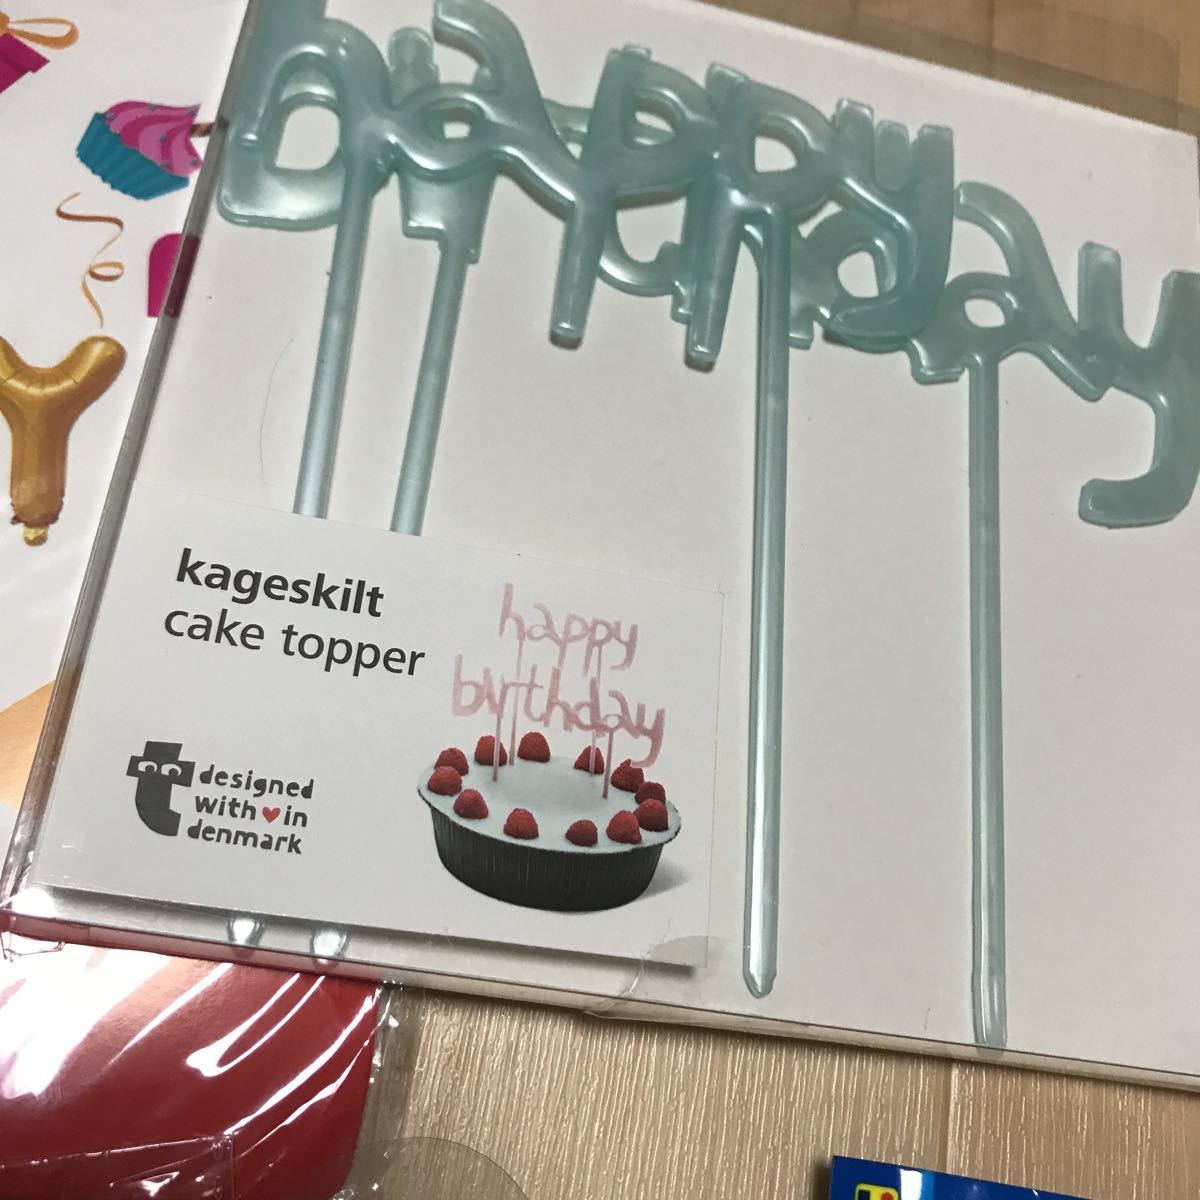 happy
birthday
Y
kageskilt
cake topper
happy
birthday
designed
with♥in
denmark